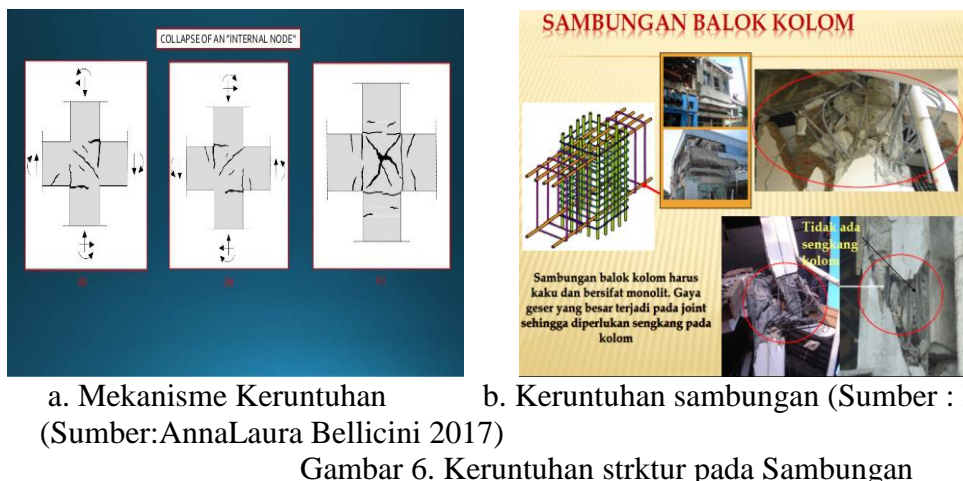 COLLAPSE OF AN "INTERNAL NODE"
SAMBUNGAN BALOK KOLOM
Tidak ada
sengkang
kolom
Sambungan balok kolom harus
kaku dan bersifat monolit. Gaya
geser yang besar terjadi pada joint
sehingga diperlukan sengkang pada
kolom
a. Mekanisme Keruntuhan
(Sumber:AnnaLaura Bellicini 2017)
b. Keruntuhan sambungan (Sumber :
Gambar 6. Keruntuhan strktur pada Sambungan